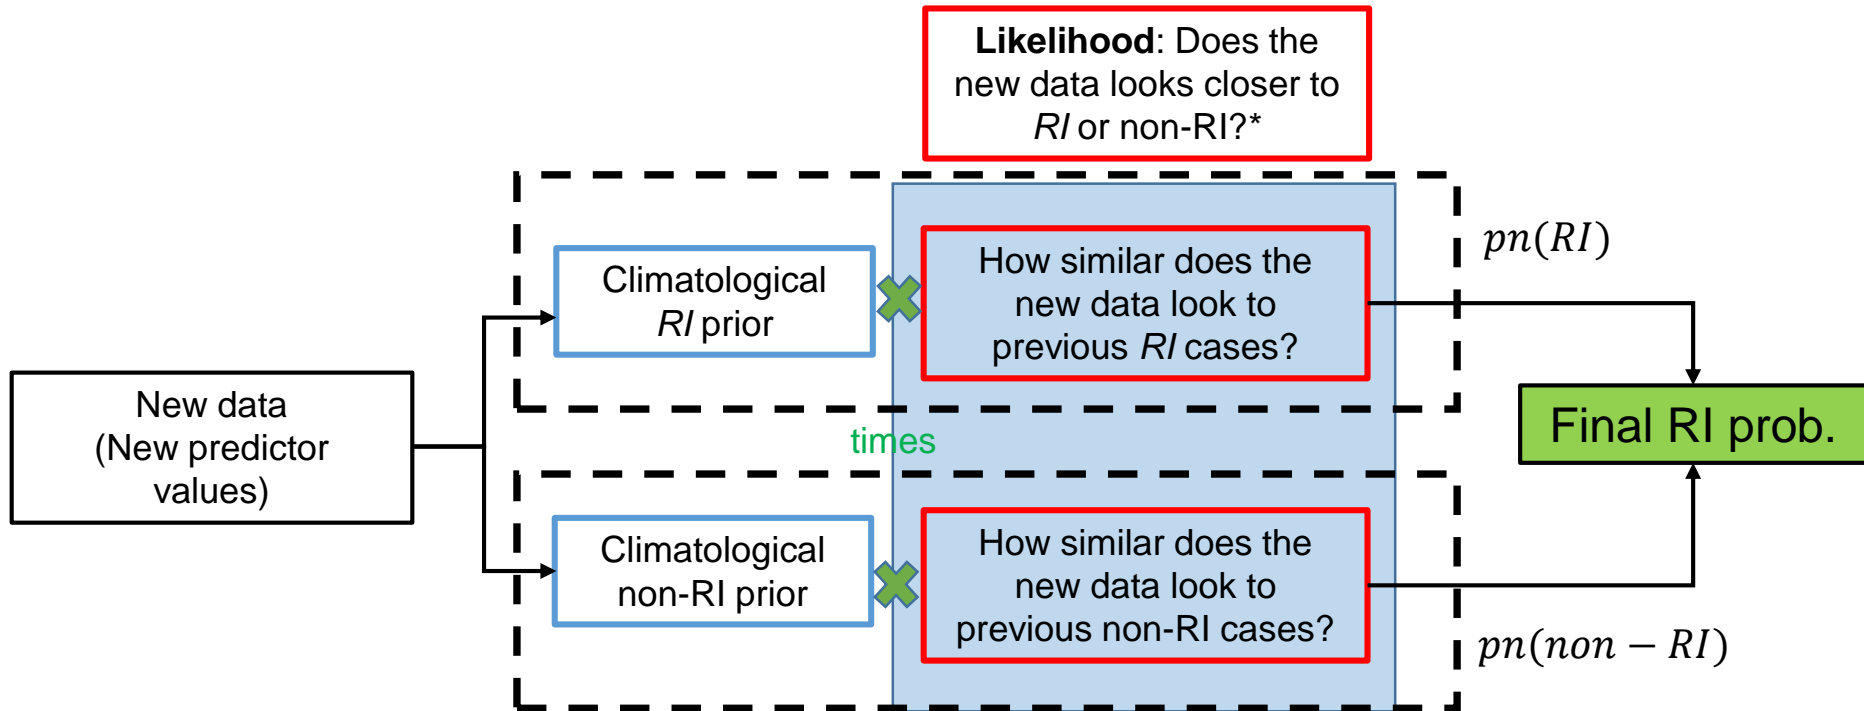 Likelihood: Does the
new data looks closer to
RI or non-RI?*
pn(RI)
Climatological
RI prior
How similar does the
new data look to
previous RI cases?
New data
(New predictor
values)
times
Final RI prob.
Climatological
non-RI prior
How similar does the
new data look to
previous non-RI cases?
pn(non − RI)